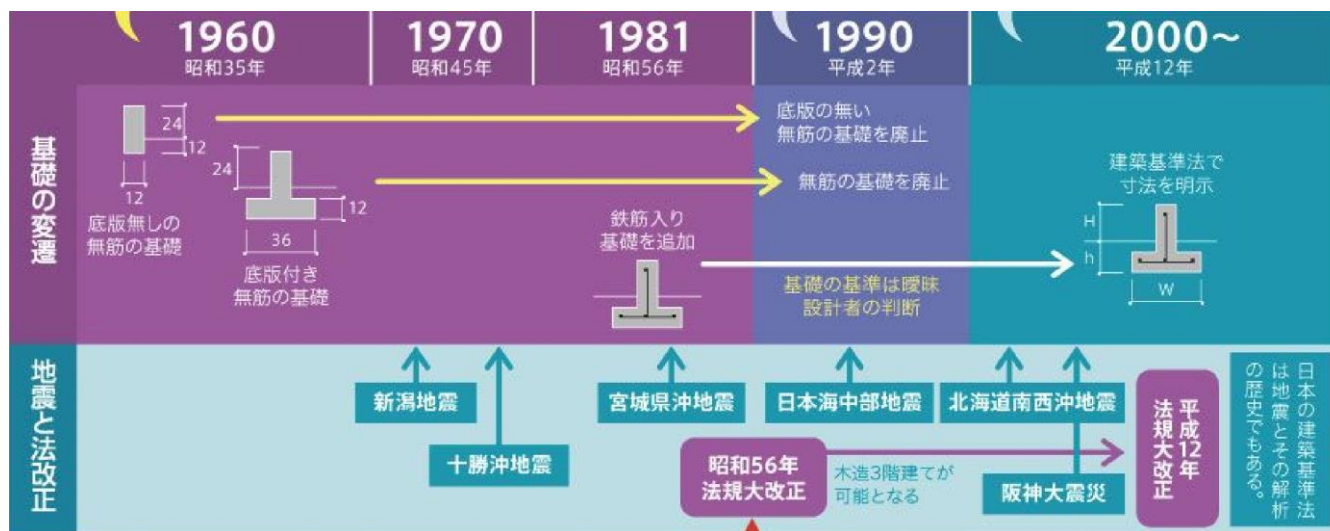 1960
昭和35年
1970
昭和45年
1981
昭和56年
1990
平成2年
2000～
平成12年
基礎の変遷
24
12
12
底版無しの
無筋の基礎
24
12
36
底版付き
無筋の基礎
鉄筋入り
基礎を追加
底版の無い
無筋の基礎を廃止
無筋の基礎を廃止
基礎の基準は曖昧
設計者の判断
建築基準法で
寸法を明示
H
h
W
地震と法改正
新潟地震
十勝沖地震
宮城県沖地震
日本海中部地震
北海道南西沖地震
阪神大震災
昭和56年
法規大改正
木造3階建てが
可能となる
平成12年
法規大改正
日本の建築基準法
は地震とその解析
の歴史でもある。